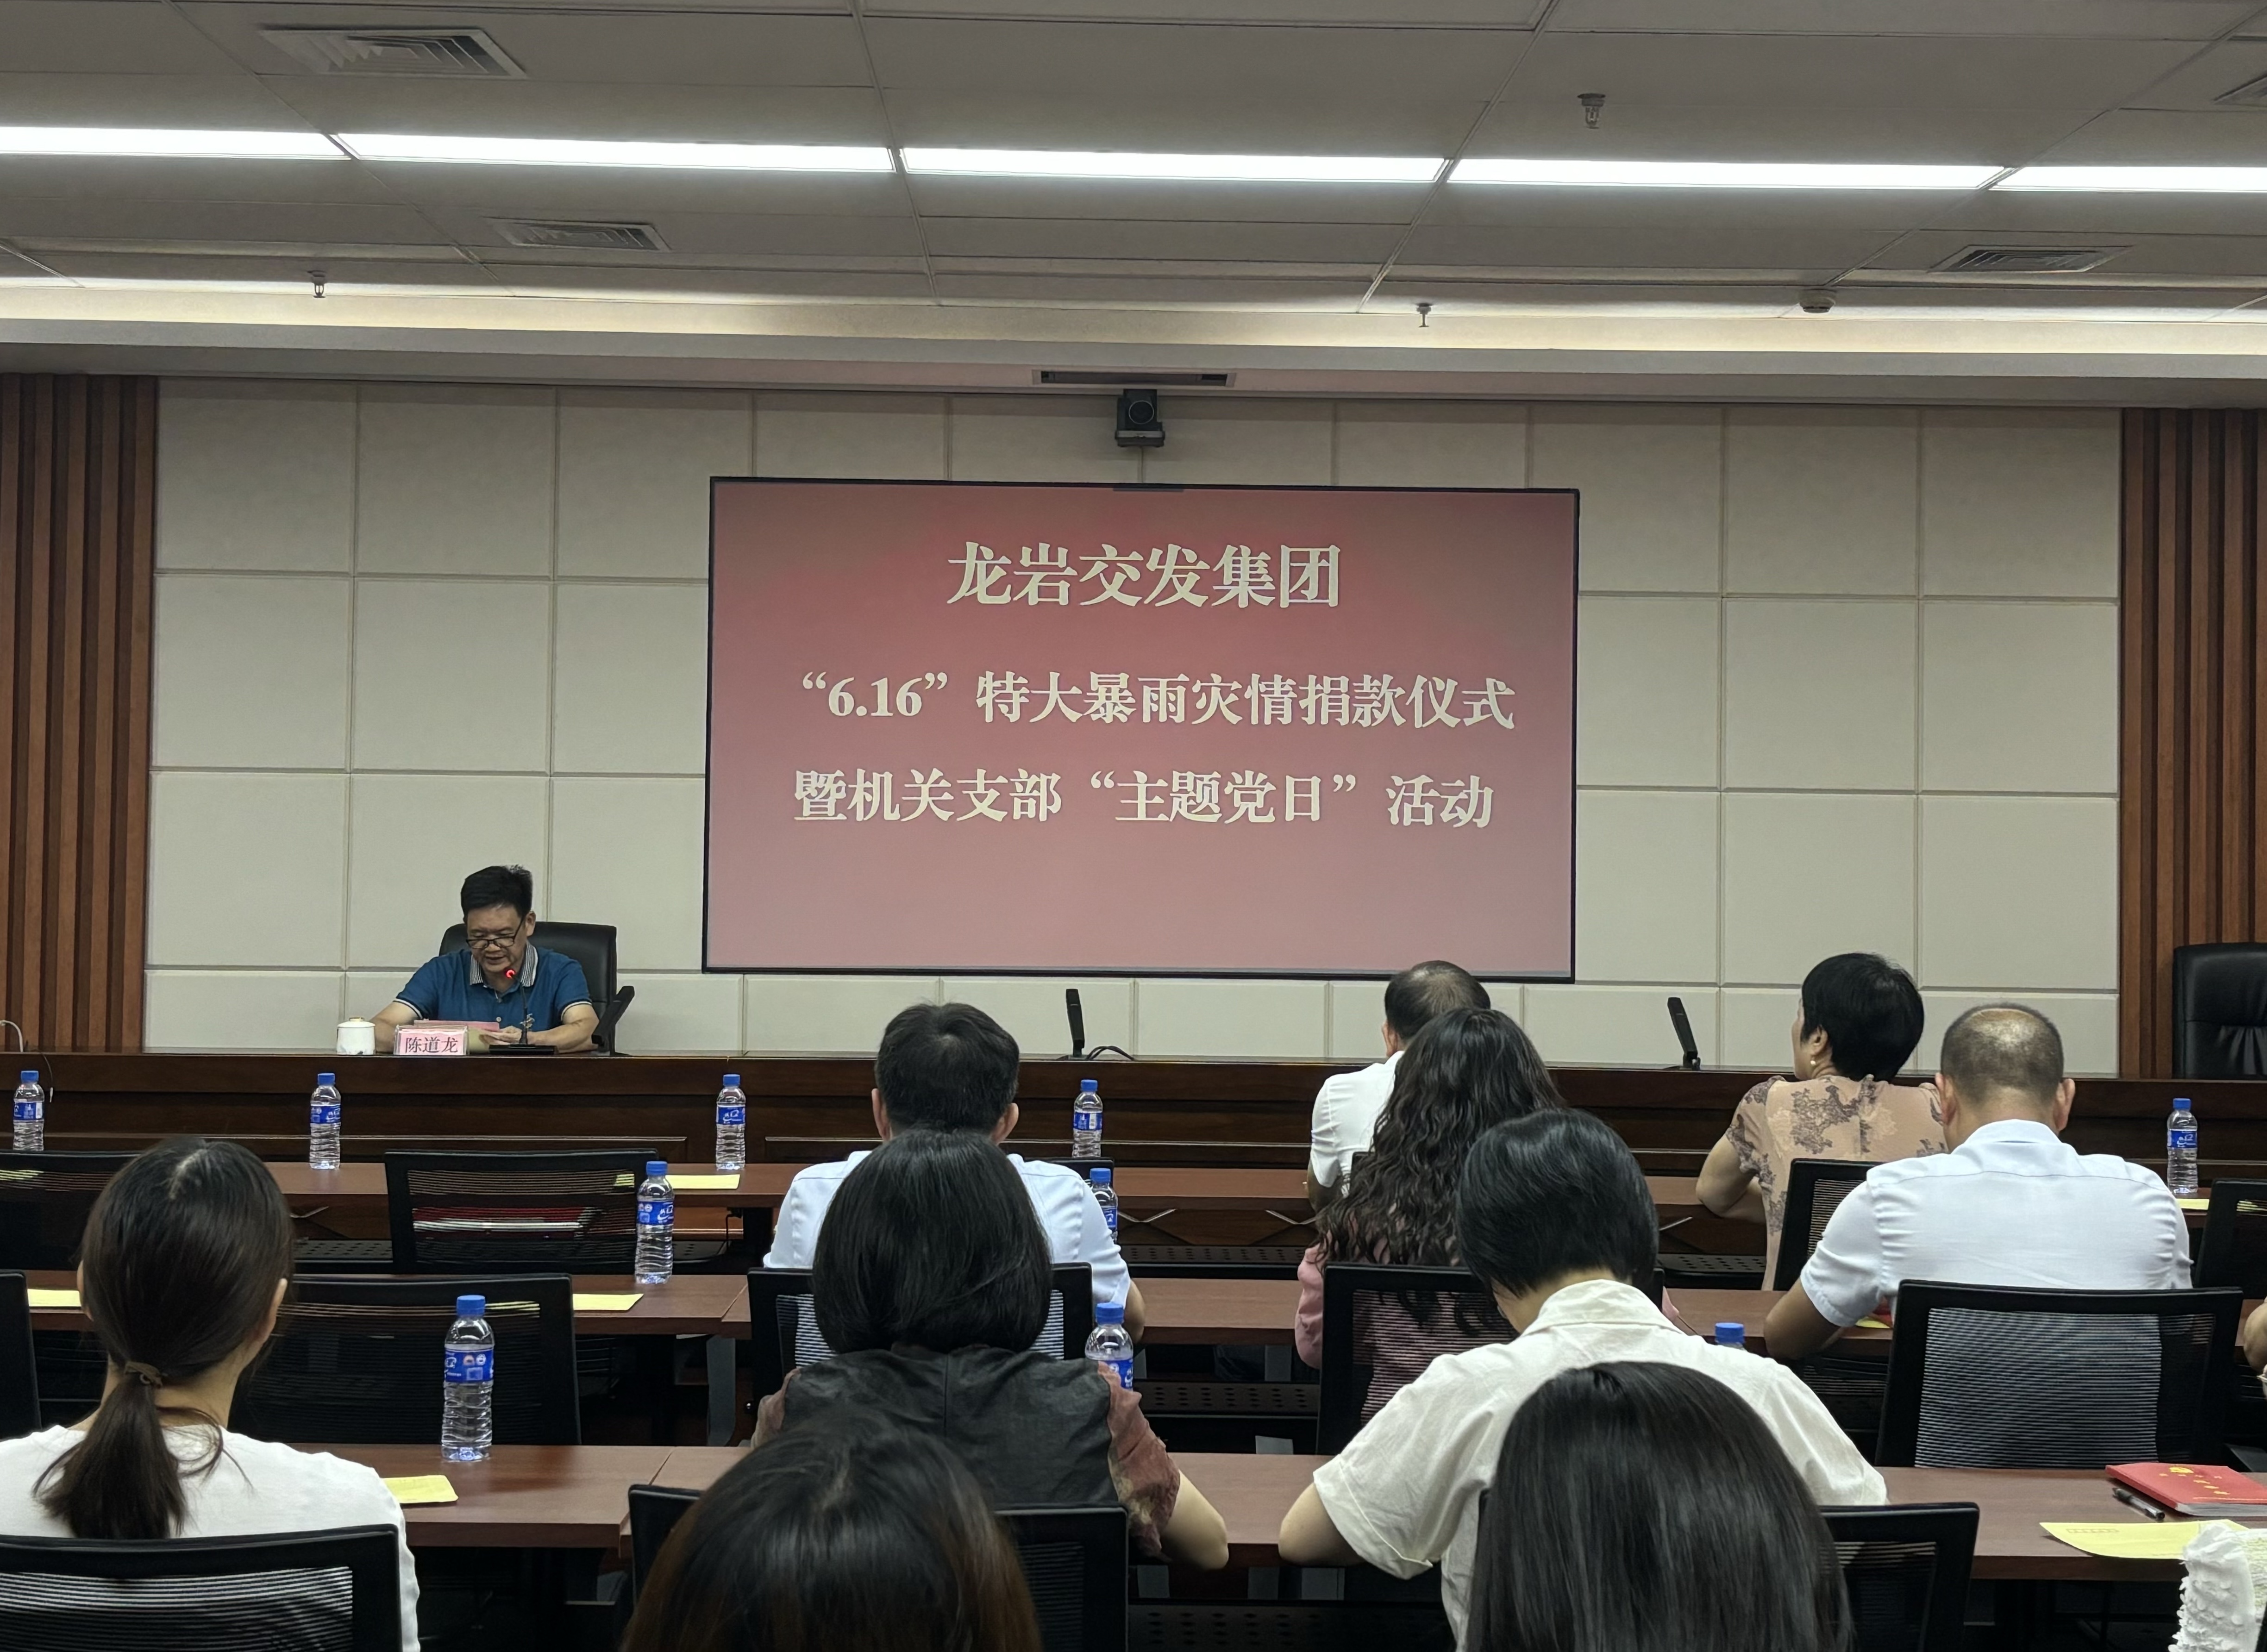 龙岩交发集团
“6.16”特大暴雨灾情捐款仪式
暨机关支部“主题党日”活动
陈道龙